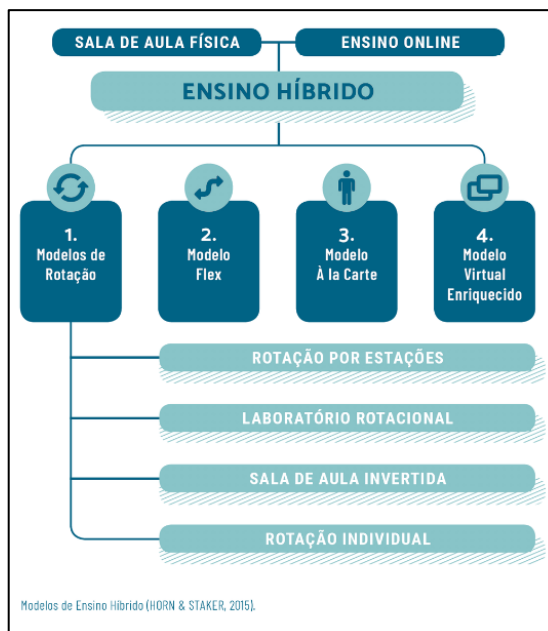 SALA DE AULA FÍSICA
ENSINO ONLINE
ENSINO HÍBRIDO
1.
Modelos de
Rotação
2.
Modelo
Flex
3.
Modelo
À la Carte
4.
Modelo
Virtual
Enriquecido
ROTAÇÃO POR ESTAÇÕES
LABORATÓRIO ROTACIONAL
SALA DE AULA INVERTIDA
ROTAÇÃO INDIVIDUAL
Modelos de Ensino Híbrido (HORN & STAKER, 2015).